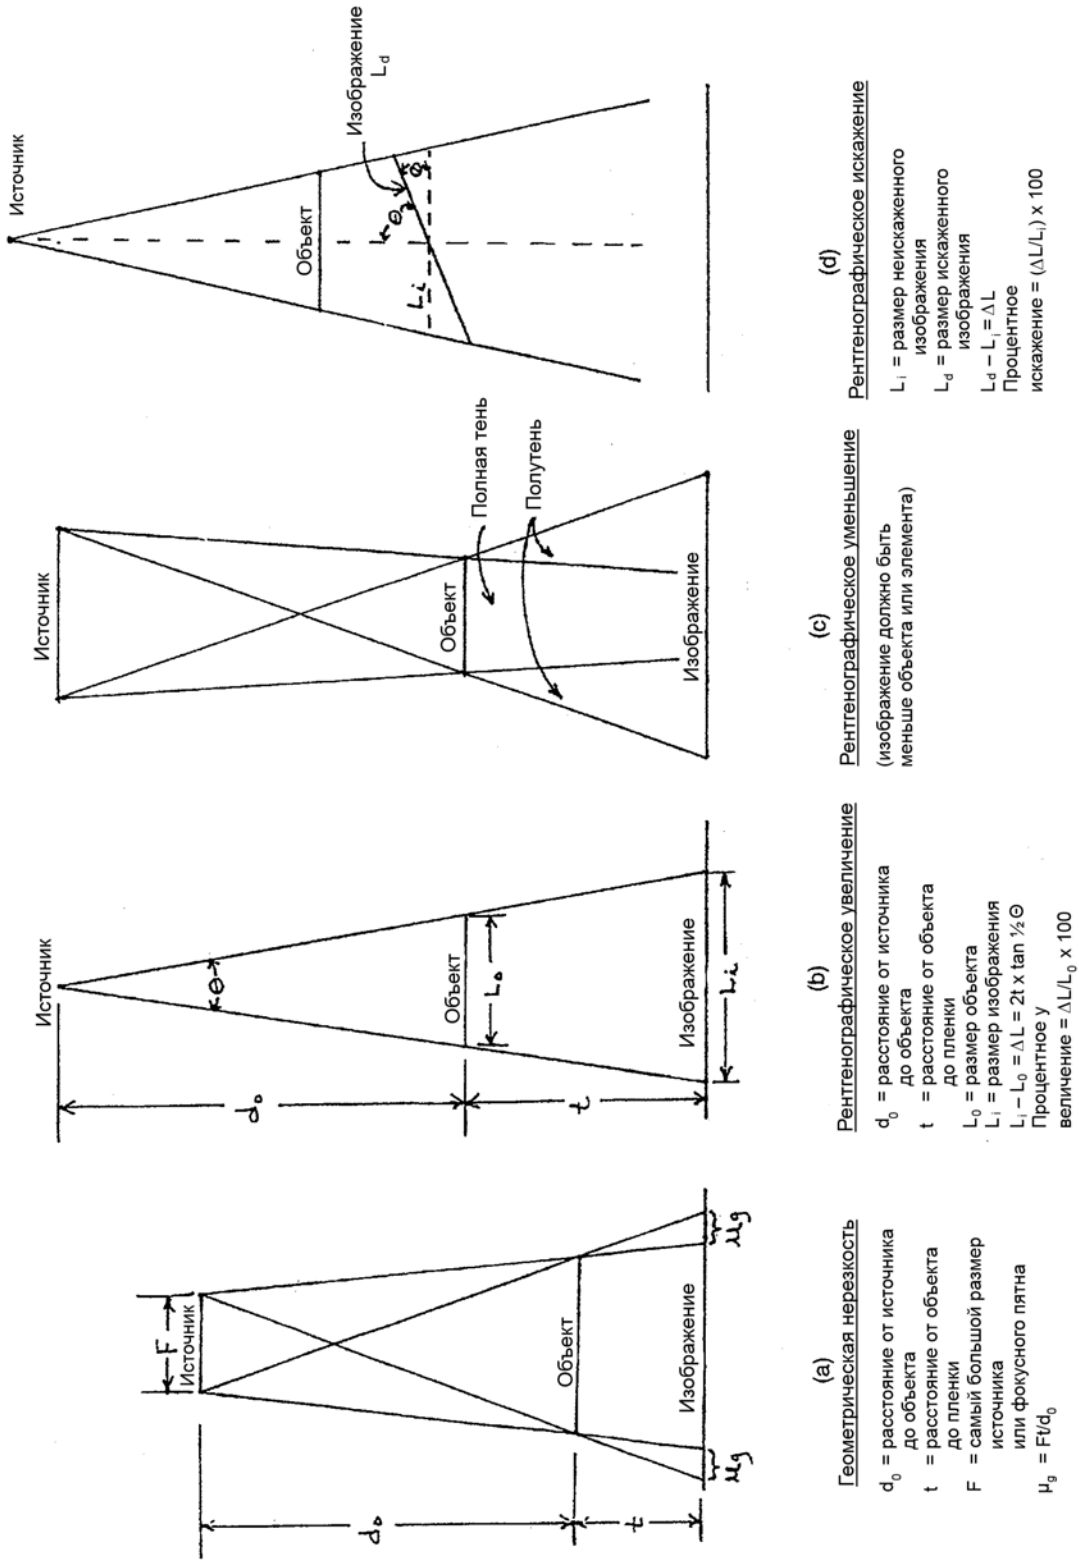 F
Источник
d₀
Объект
t
Изображение
μg
μg
(a)
Геометрическая нерезкость
d₀ = расстояние от источника
до объекта
t = расстояние от объекта
до пленки
F = самый большой размер
источника
или фокусного пятна
μg = Ft/d₀
Источник
Θ
d₀
Объект
L₀
t
Изображение
Li
(b)
Рентгенографическое увеличение
d₀ = расстояние от источника
до объекта
t = расстояние от объекта
до пленки
L₀ = размер объекта
Li = размер изображения
Li – L₀ = ΔL = 2t x tan ½ Θ
Процентное у
величение = ΔL/L₀ x 100
Источник
Объект
Полная тень
Полутень
Изображение
(c)
Рентгенографическое уменьшение
(изображение должно быть
меньше объекта или элемента)
Источник
Объект
Изображение
Ld
Θ
Li
(d)
Рентгенографическое искажение
Li = размер неискаженного
изображения
Ld = размер искаженного
изображения
Ld – Li = ΔL
Процентное
искажение = (ΔL/Li) x 100